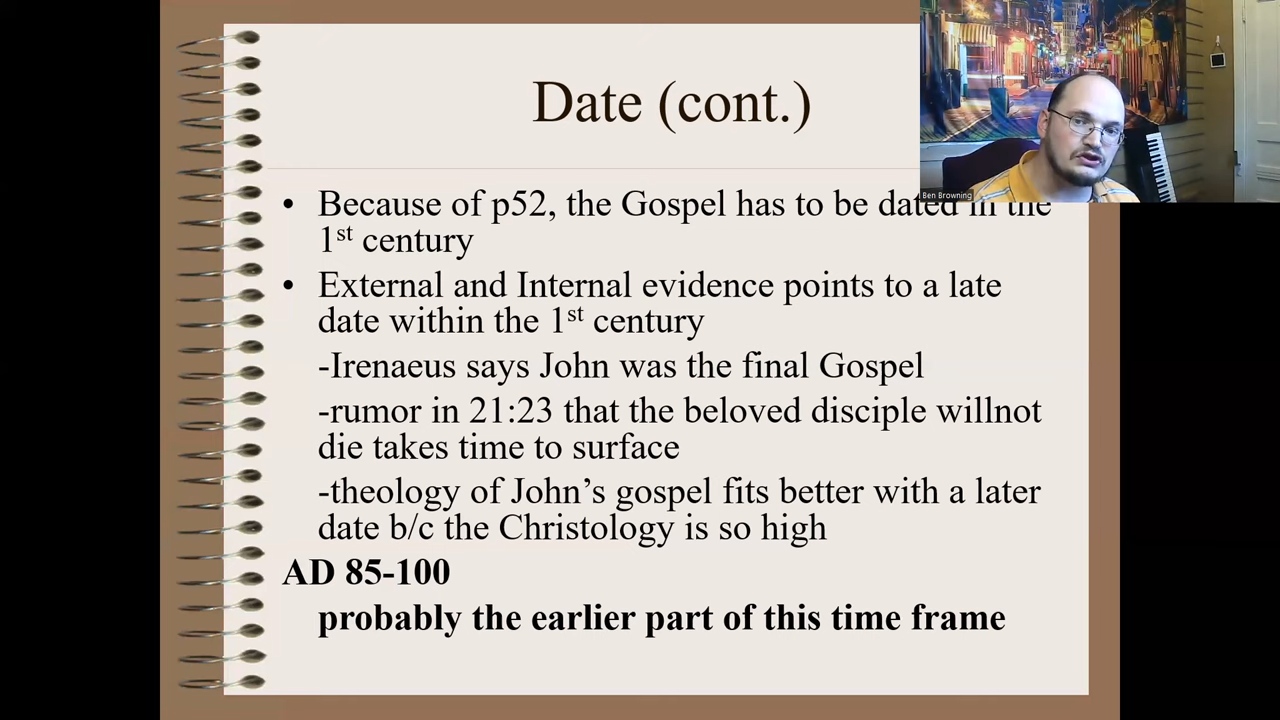 Date (cont.)
Ben Browning
• Because of p52, the Gospel has to be dated in the
1st century
• External and Internal evidence points to a late
date within the 1st century
-Irenaeus says John was the final Gospel
-rumor in 21:23 that the beloved disciple willnot
die takes time to surface
-theology of John’s gospel fits better with a later
date b/c the Christology is so high
AD 85-100
probably the earlier part of this time frame